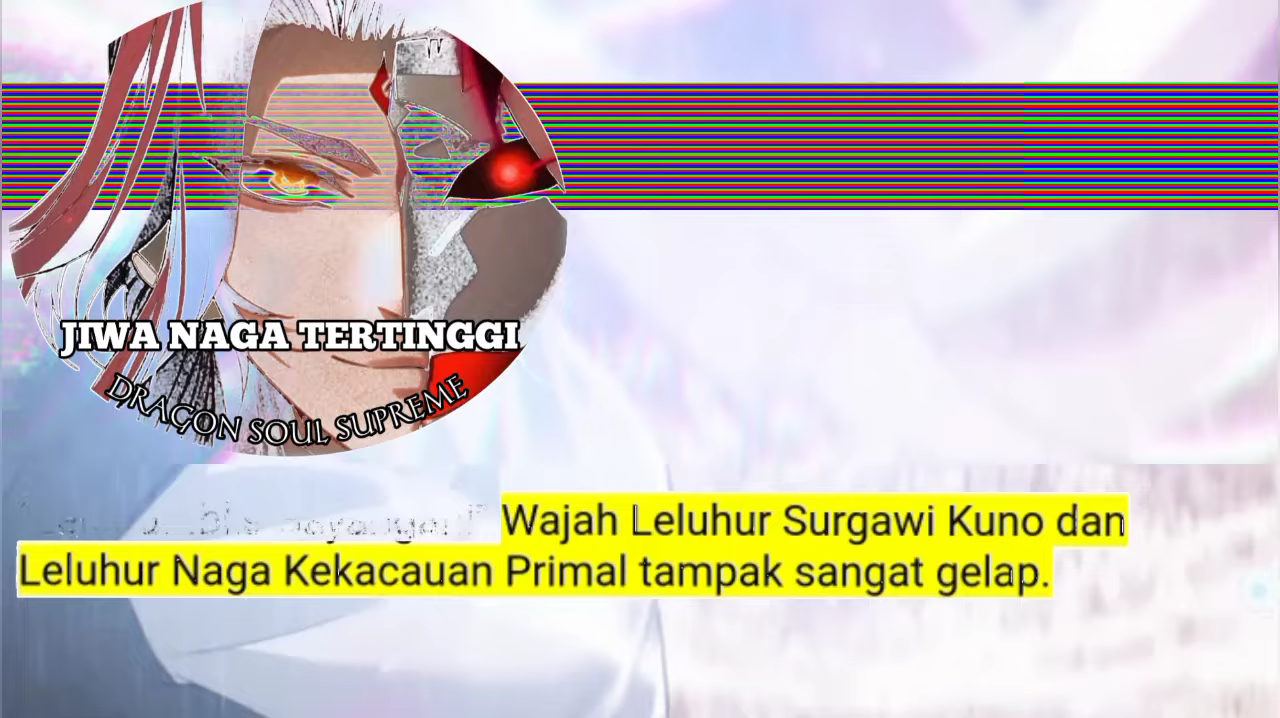 JIWA NAGA TERTINGGI
DRAGON SOUL SUPREME
Wajah Leluhur Surgawi Kuno dan
Leluhur Naga Kekacauan Primal tampak sangat gelap.